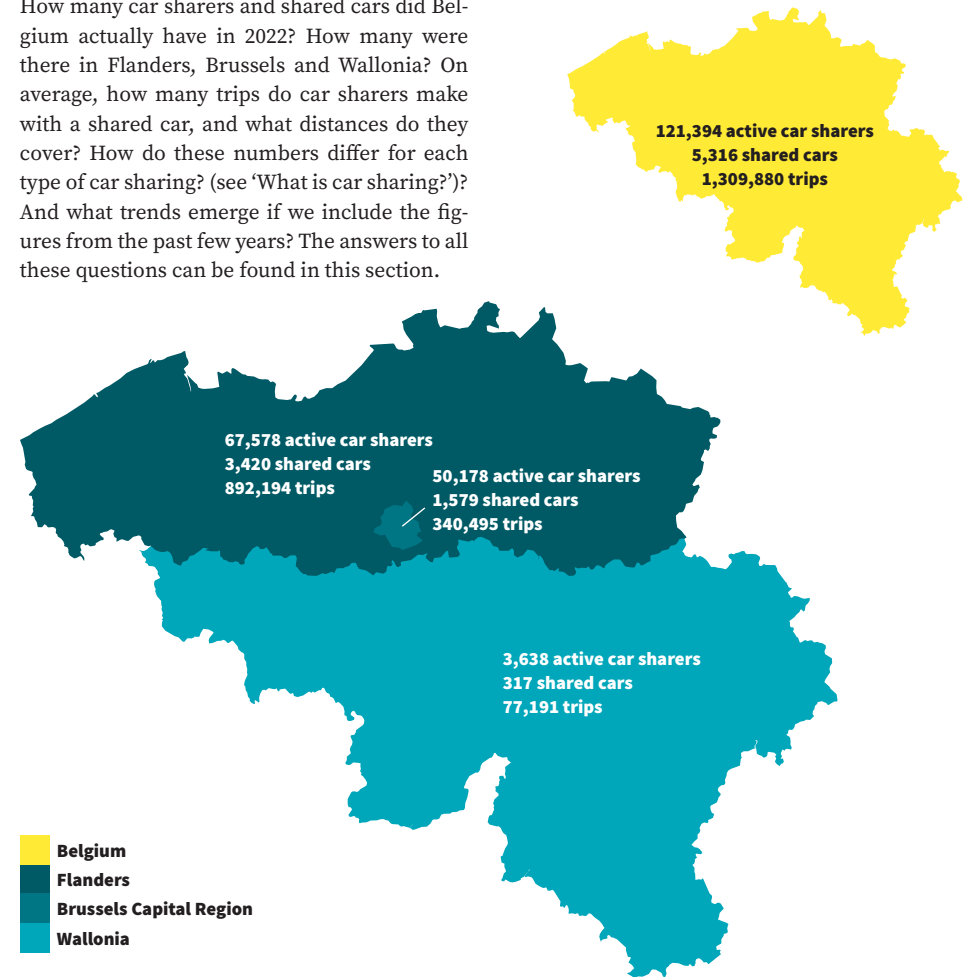 How many car sharers and shared cars did Bel-
gium actually have in 2022? How many were
there in Flanders, Brussels and Wallonia? On
average, how many trips do car sharers make
with a shared car, and what distances do they
cover? How do these numbers differ for each
type of car sharing? (see ‘What is car sharing?’)?
And what trends emerge if we include the fig-
ures from the past few years? The answers to all
these questions can be found in this section.
121,394 active car sharers
5,316 shared cars
1,309,880 trips
67,578 active car sharers
3,420 shared cars
892,194 trips
50,178 active car sharers
1,579 shared cars
340,495 trips
3,638 active car sharers
317 shared cars
77,191 trips
Belgium
Flanders
Brussels Capital Region
Wallonia